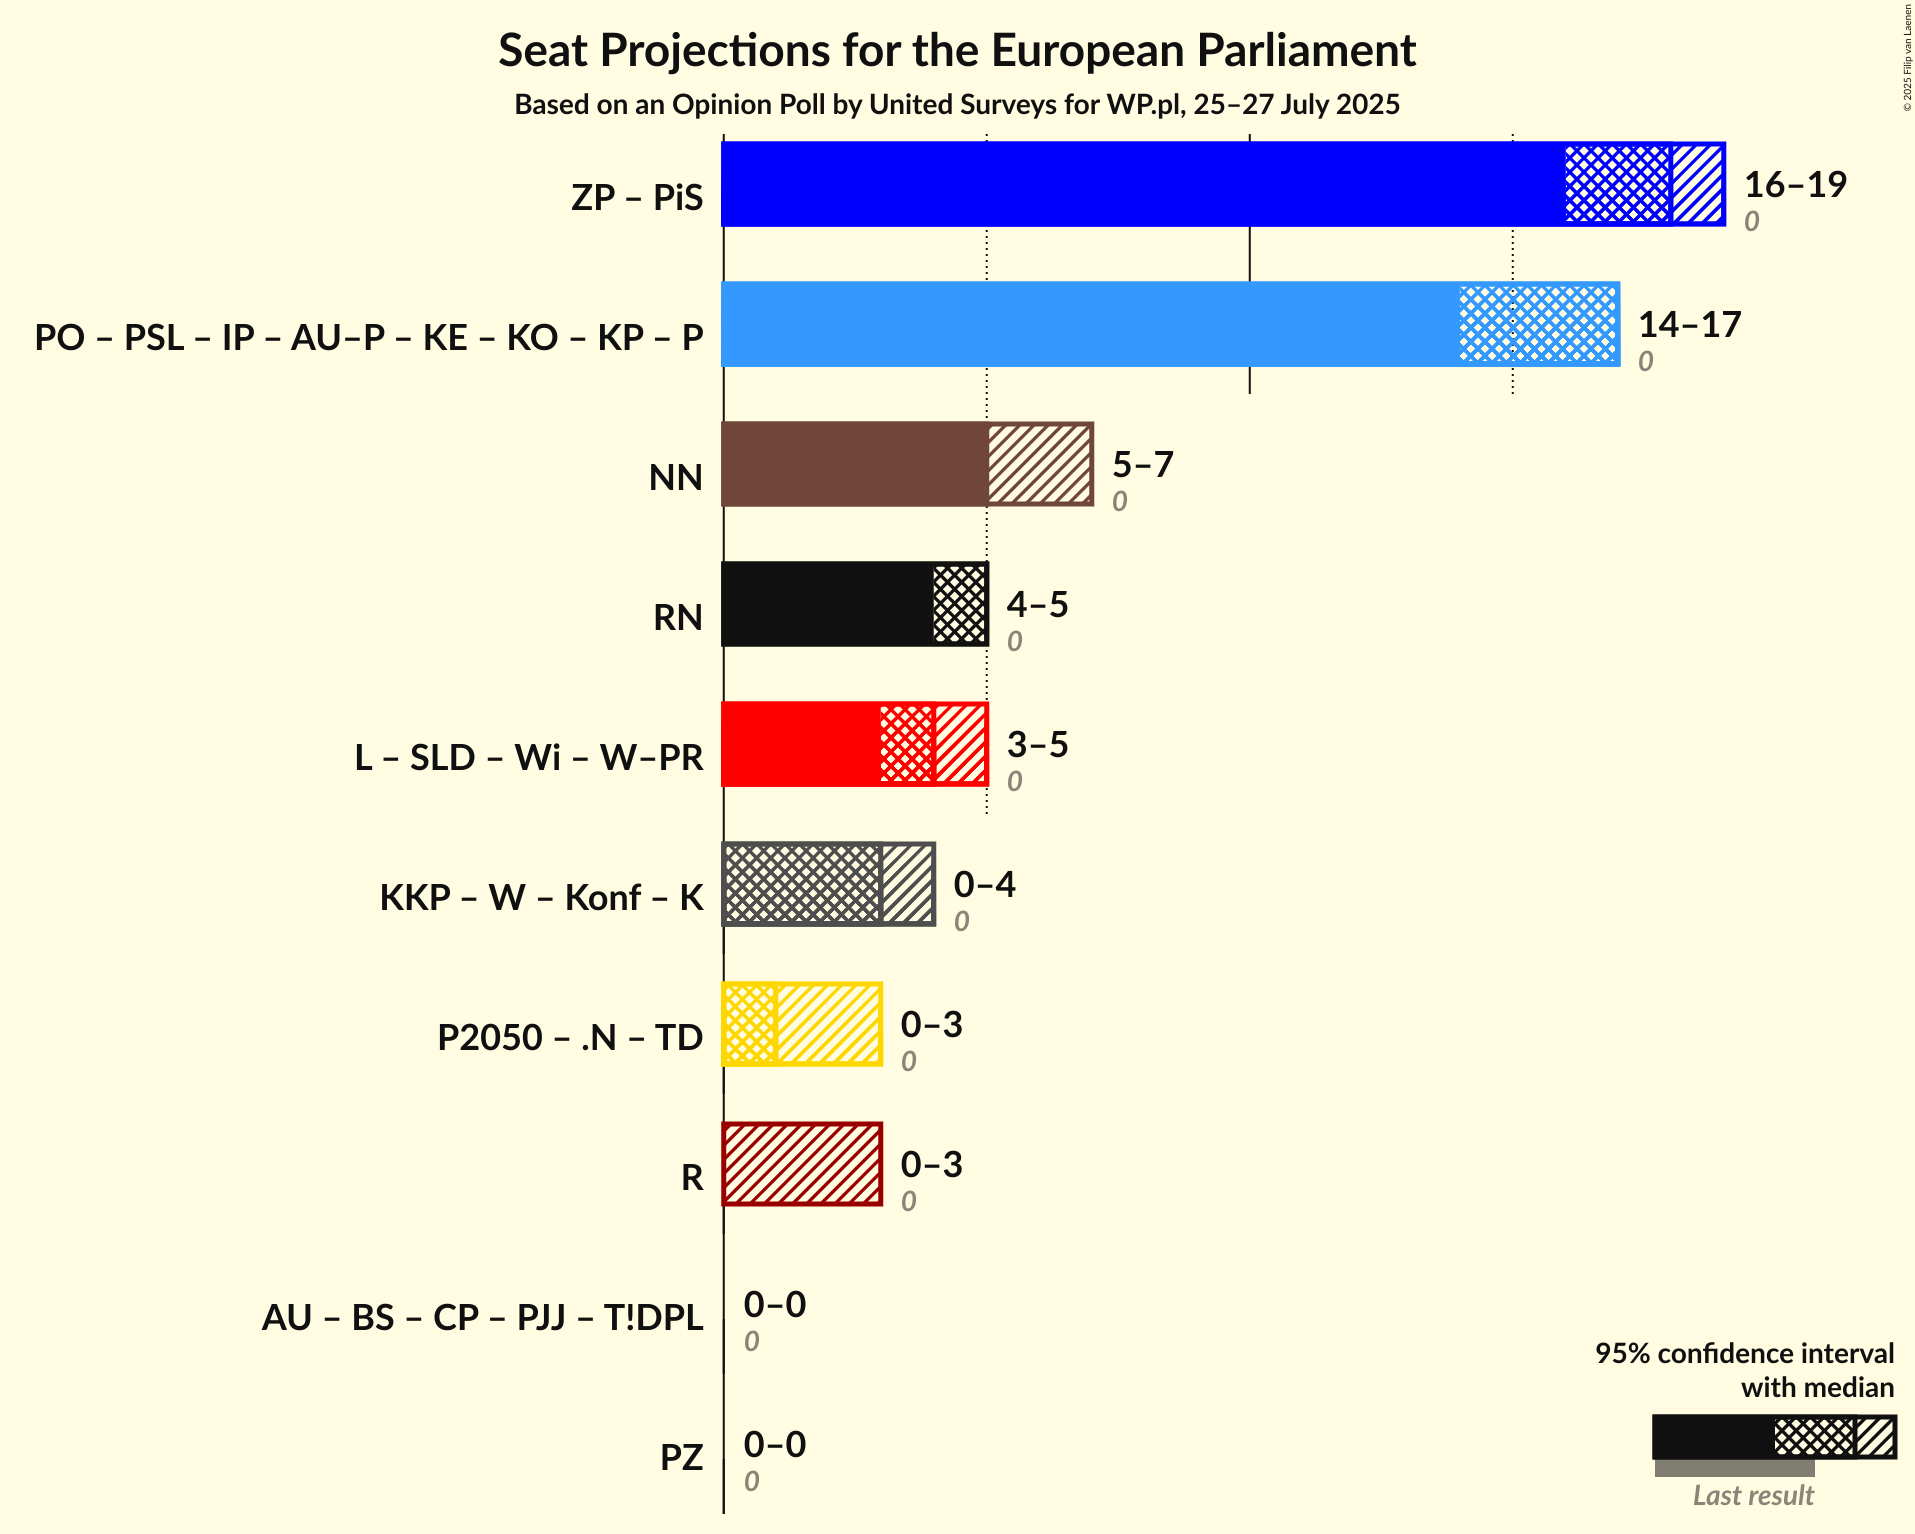 Seat Projections for the European Parliament
Based on an Opinion Poll by United Surveys for WP.pl, 25–27 July 2025
© 2025 Filip van Laenen
ZP – PiS
16–19
0
PO – PSL – IP – AU–P – KE – KO – KP – P
14–17
0
NN
5–7
0
RN
4–5
0
L – SLD – Wi – W–PR
3–5
0
KKP – W – Konf – K
0–4
0
P2050 – .N – TD
0–3
0
R
0–3
0
AU – BS – CP – PJJ – T!DPL
0–0
0
PZ
0–0
0
95% confidence interval
with median
Last result